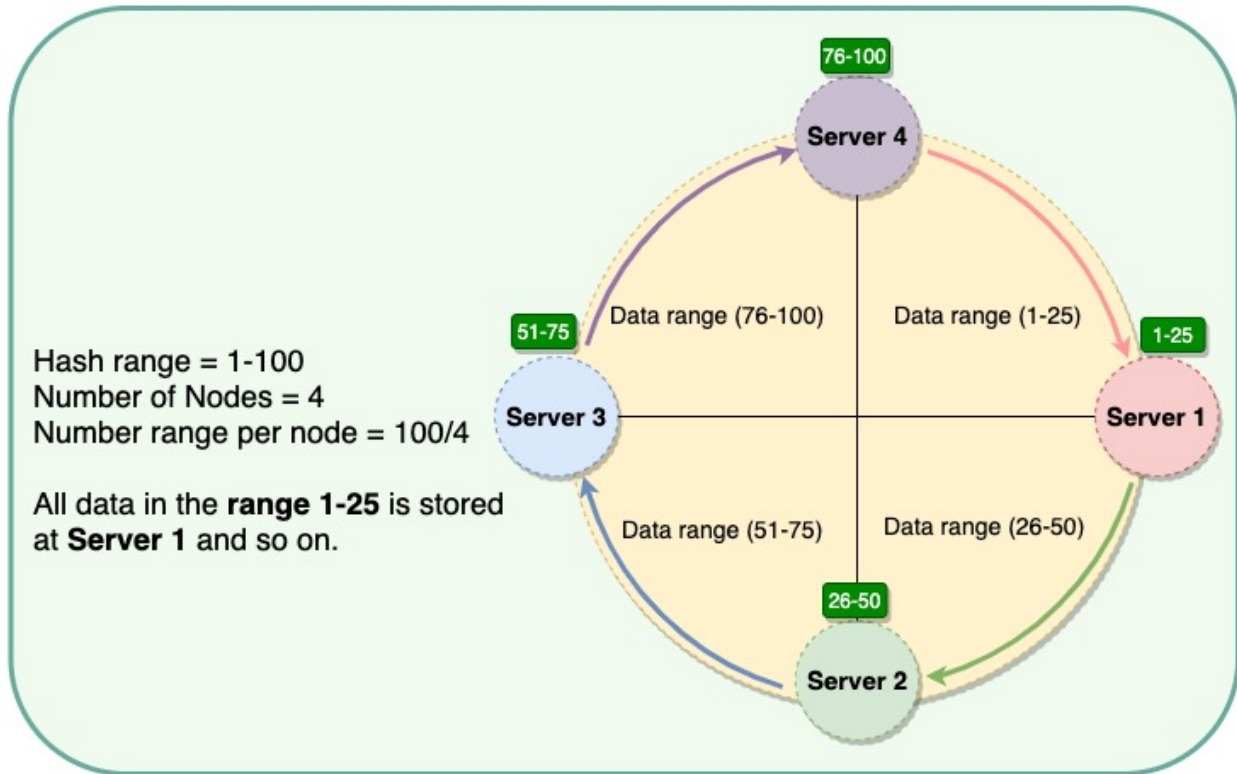 76-100
Server 4
Data range (76-100)
Data range (1-25)
51-75
1-25
Hash range = 1-100
Number of Nodes = 4
Number range per node = 100/4
Server 3
Server 1
All data in the range 1-25 is stored
at Server 1 and so on.
Data range (51-75)
Data range (26-50)
26-50
Server 2